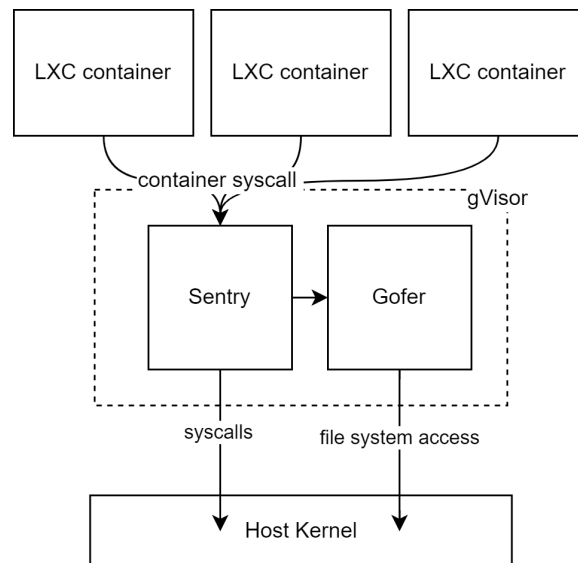 LXC container
LXC container
LXC container
container syscall
gVisor
Sentry
Gofer
syscalls
file system access
Host Kernel